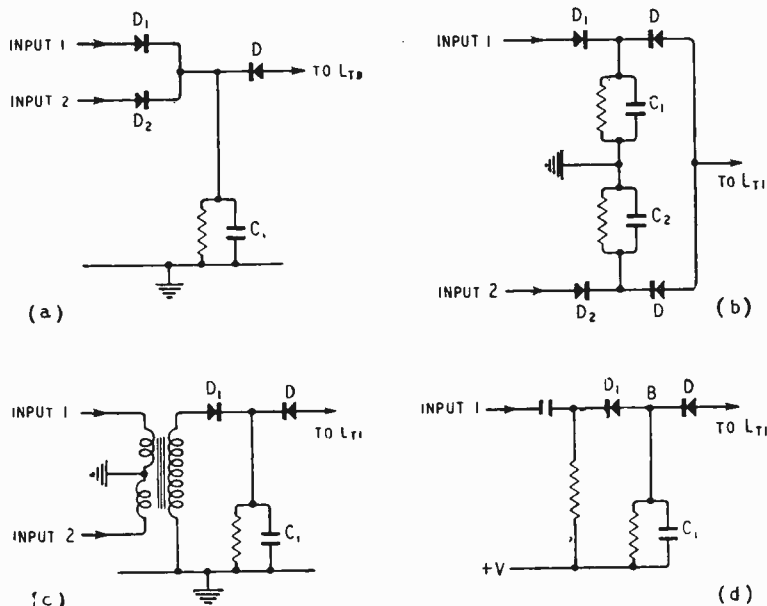 D1
INPUT 1
D
TO LTB
INPUT 2
D2
C1
(a)
D1
D
INPUT 1
C1
TO LT1
C2
INPUT 2
D2
D
(b)
D1
D
INPUT 1
TO LT1
INPUT 2
C1
(c)
D1
B
D
INPUT 1
TO LT1
C1
+V
(d)